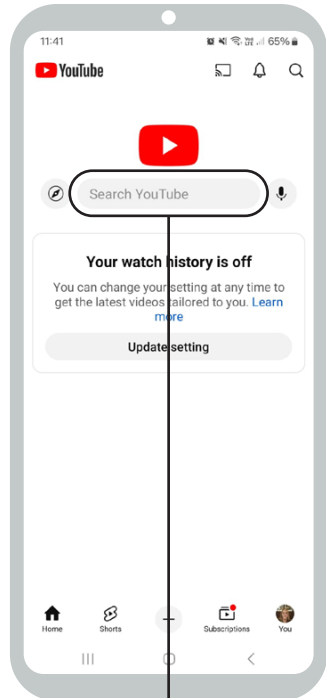 11:41 65%
YouTube
Search YouTube
Your watch history is off
You can change your setting at any time to
get the latest videos tailored to you. Learn
more
Update setting
Home Shorts Subscriptions You